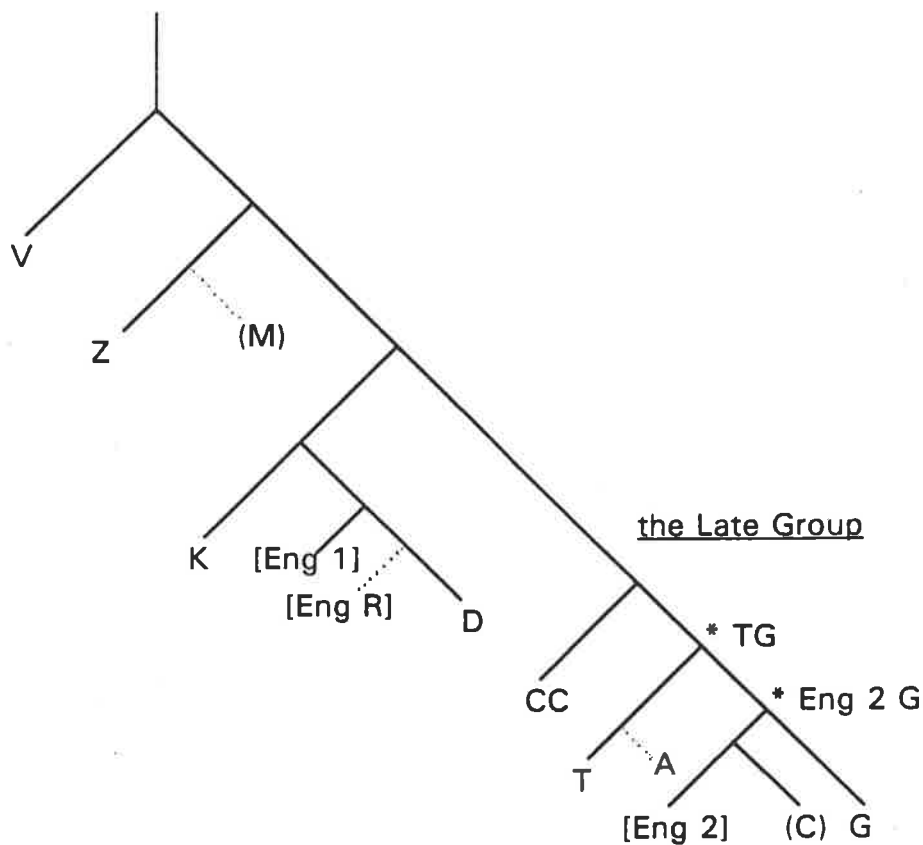 V
Z
(M)
the Late Group
K
[Eng 1]
[Eng R]
D
* TG
CC
* Eng 2 G
T
A
[Eng 2]
(C)
G